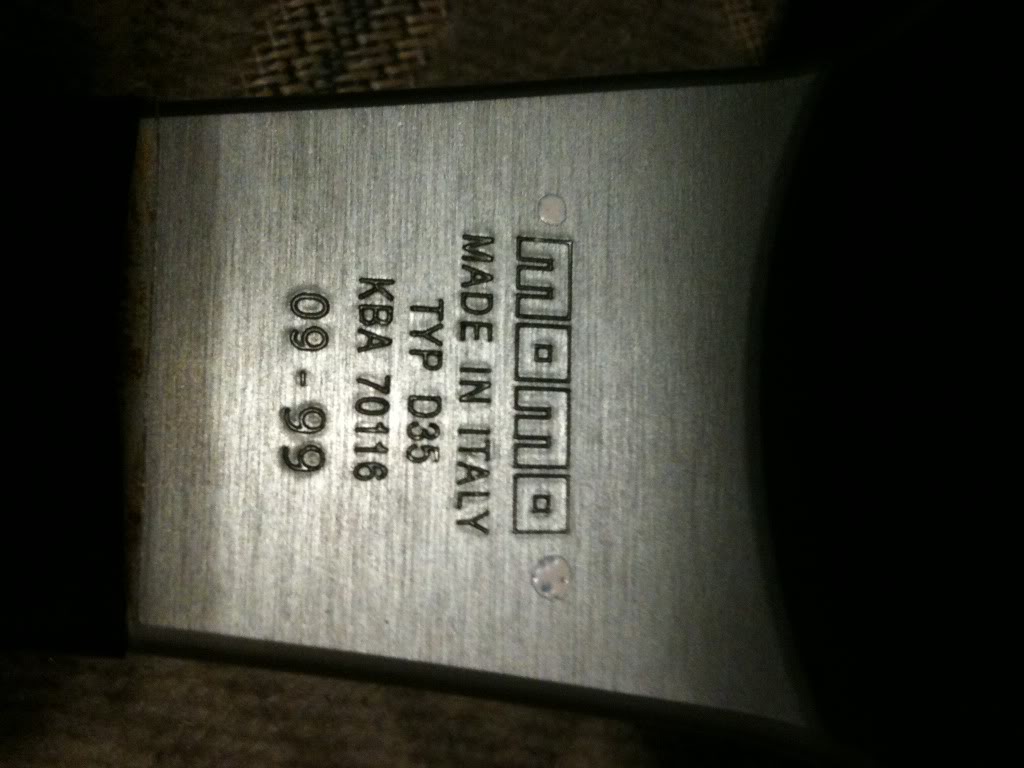 momo
MADE IN ITALY
TYP D35
KBA 70116
09-99